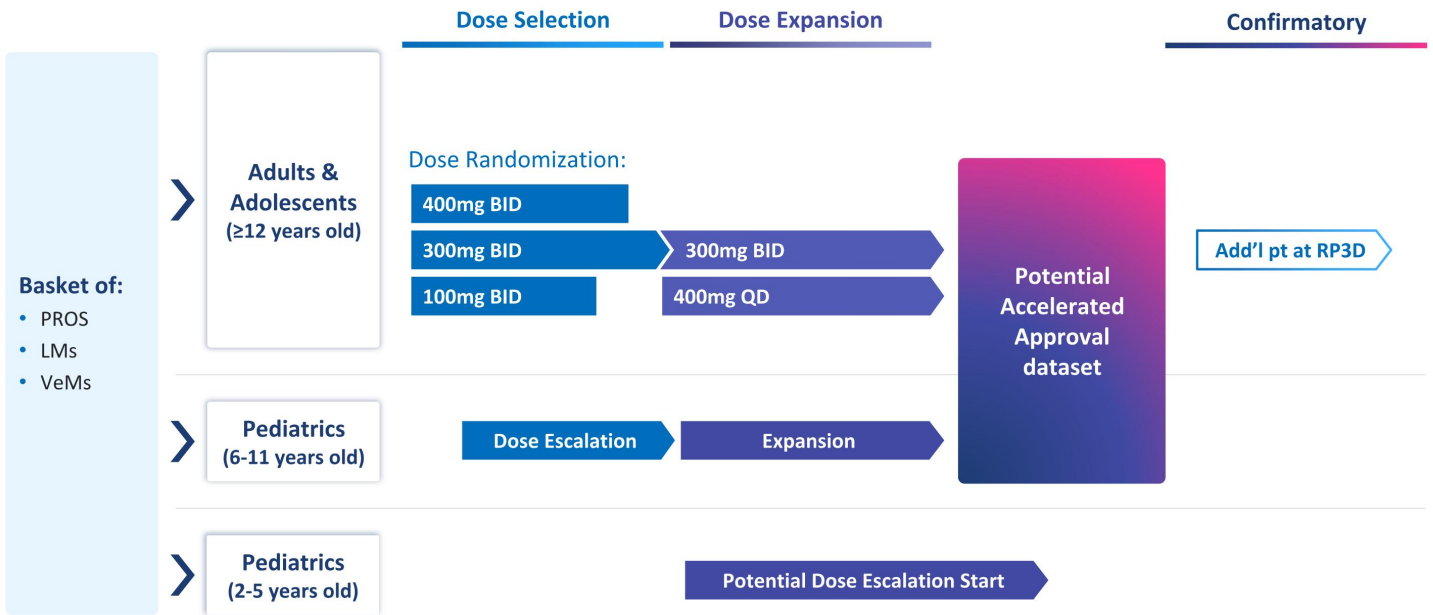 Dose Selection
Dose Expansion
Confirmatory
Basket of:
• PROS
• LMs
• VeMs
Adults &
Adolescents
(≥12 years old)
Dose Randomization:
400mg BID
300mg BID
300mg BID
100mg BID
400mg QD
Potential
Accelerated
Approval
dataset
Add'l pt at RP3D
Pediatrics
(6-11 years old)
Dose Escalation
Expansion
Pediatrics
(2-5 years old)
Potential Dose Escalation Start